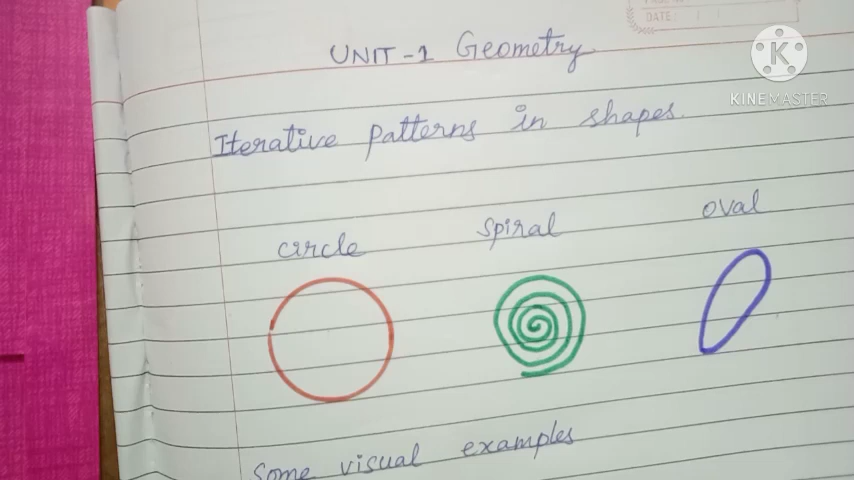 DATE:
UNIT-1 Geometry
KINEMASTER
Iterative patterns in shapes.
circle spiral oval
Some visual examples